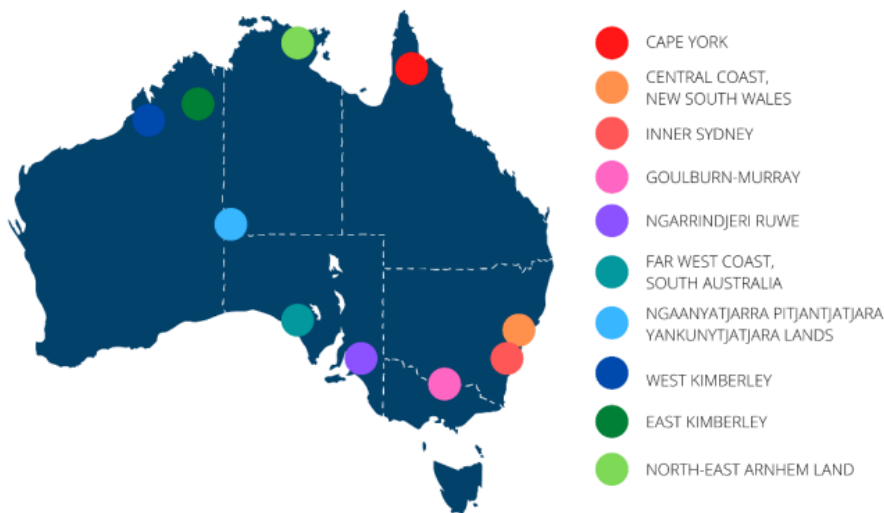 CAPE YORK
CENTRAL COAST,
NEW SOUTH WALES
INNER SYDNEY
GOULBURN-MURRAY
NGARRINDJERI RUWE
FAR WEST COAST,
SOUTH AUSTRALIA
NGAANYATJARRA PITJANTJATJARA
YANKUNYTJATJARA LANDS
WEST KIMBERLEY
EAST KIMBERLEY
NORTH-EAST ARNHEM LAND